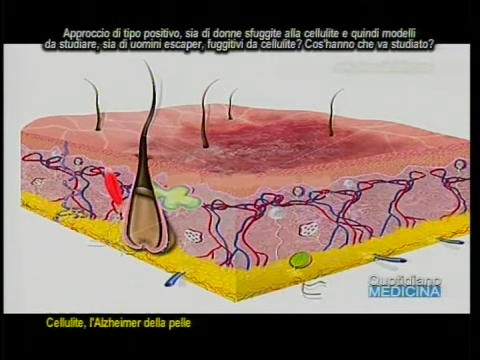 Approccio di tipo positivo, sia di donne sfuggite alla cellulite e quindi modelli
da studiare, sia di uomini escaper, fuggitivi da cellulite? Cos'hanno che va studiato?
Quotidiano
MEDICINA
Cellulite, l'Alzheimer della pelle